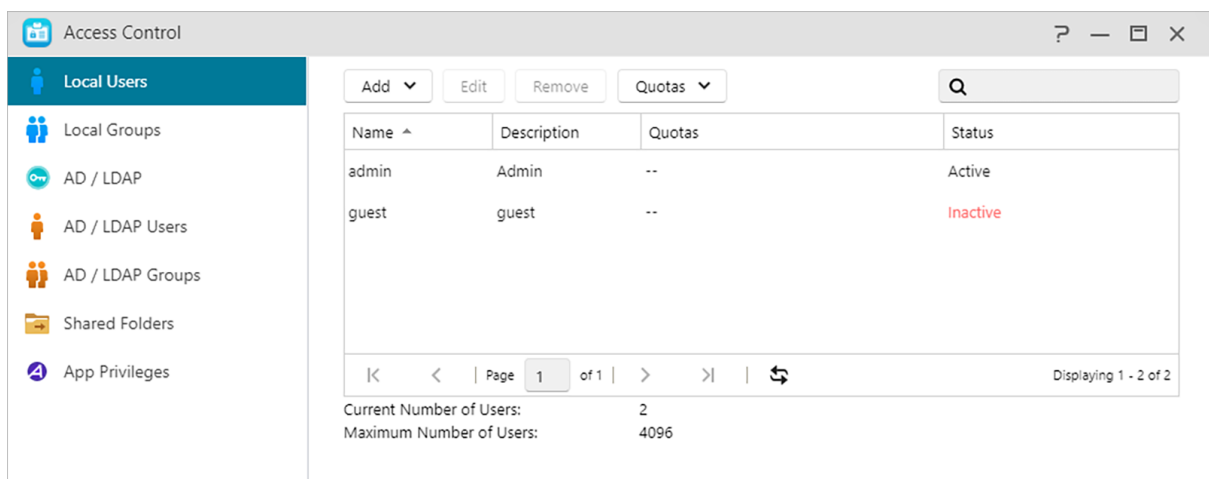 Access Control
Local Users
Local Groups
AD / LDAP
AD / LDAP Users
AD / LDAP Groups
Shared Folders
App Privileges
Add Edit Remove Quotas
Name Description Quotas Status
admin Admin -- Active
guest guest -- Inactive
Page 1 of 1 Displaying 1 - 2 of 2
Current Number of Users: 2
Maximum Number of Users: 4096